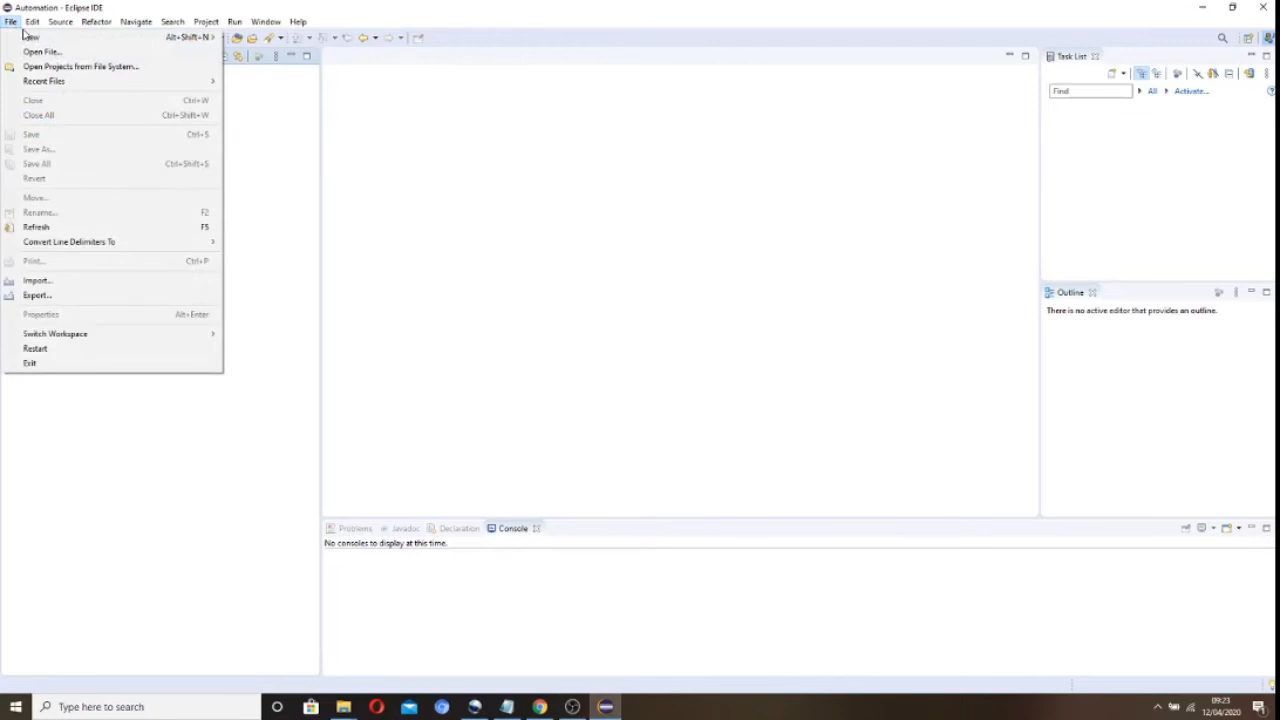 Automation - Eclipse IDE
File Edit Source Refactor Navigate Search Project Run Window Help
Alt+Shift+N
Open File...
Open Projects from File System...
Recent Files
Close Ctrl+W
Close All Ctrl+Shift+W
Save Ctrl+S
Save As...
Save All Ctrl+Shift+S
Revert
Move...
Rename... F2
Refresh F5
Convert Line Delimiters To
Print... Ctrl+P
Import...
Export...
Properties Alt+Enter
Switch Workspace
Restart
Exit
Task List
Find All Activate...
Outline
There is no active editor that provides an outline.
Problems Javadoc Declaration Console
No consoles to display at this time.
Type here to search
09:23
12/04/2020